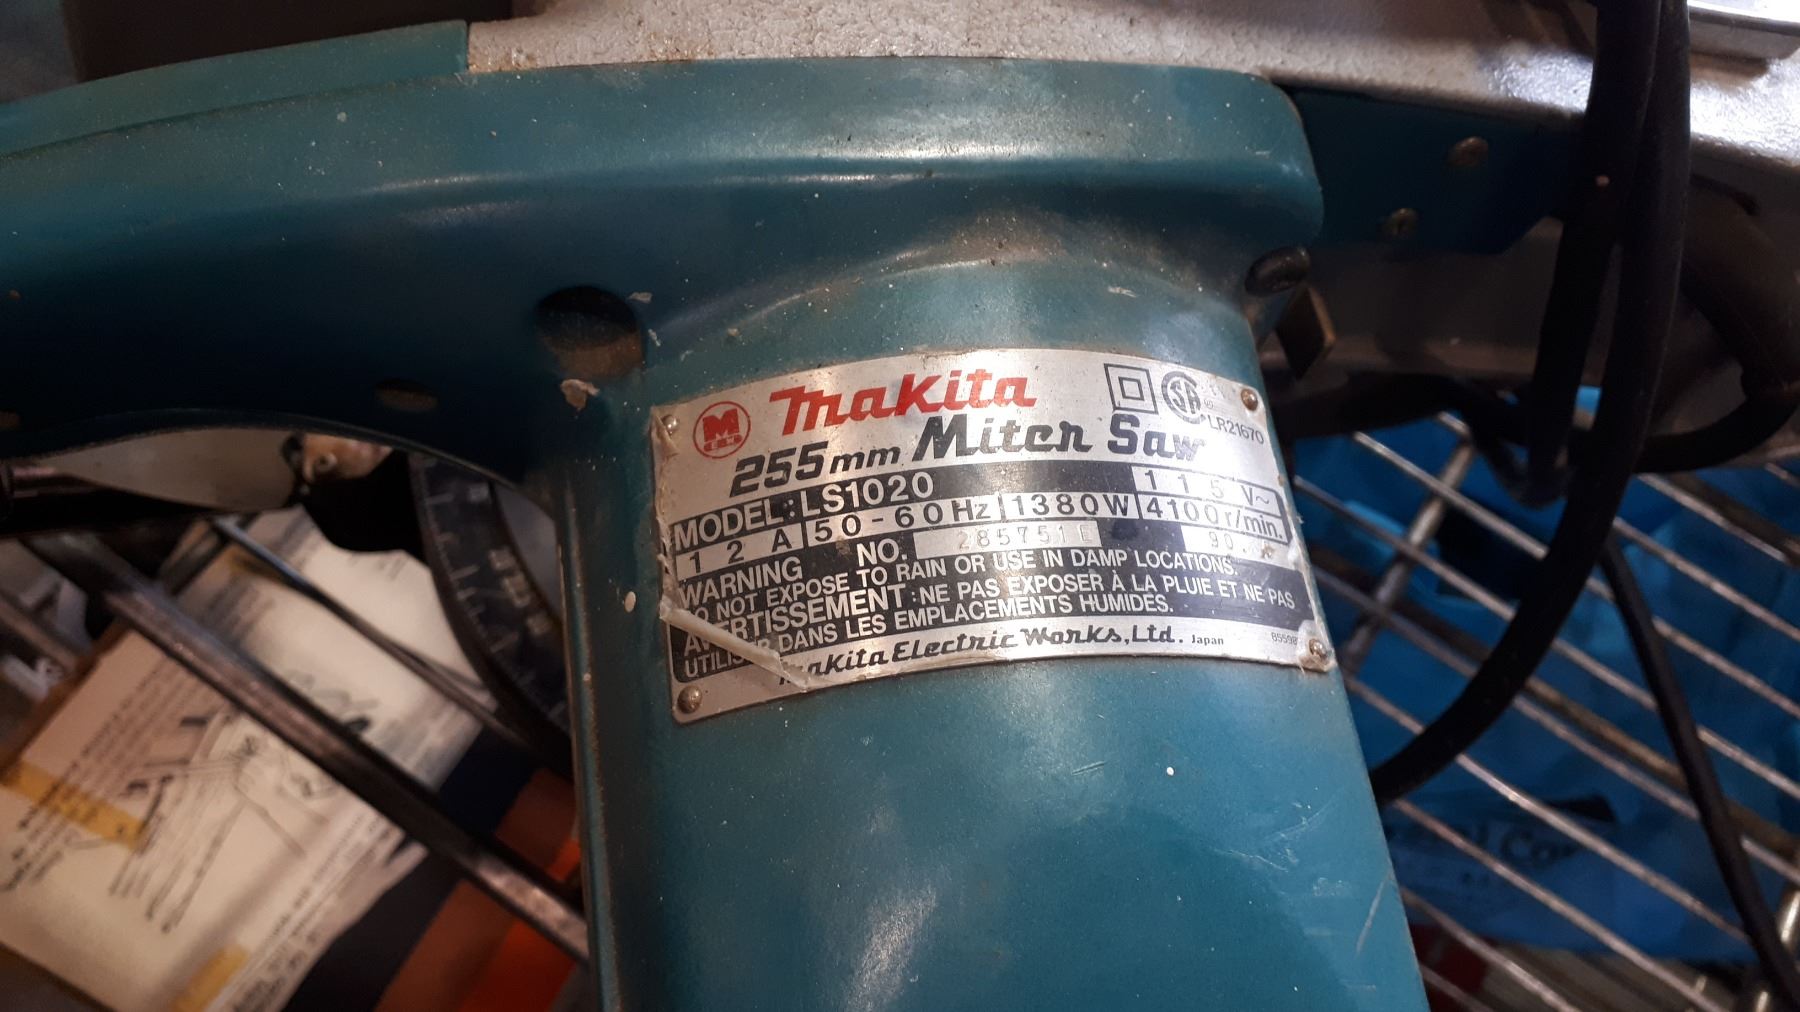 Makita
SA
LR21670
255mm Miter Saw
MODEL: LS1020 115V~
12A 50-60Hz 1380W 4100r/min.
NO. 285751E 90.
WARNING
DO NOT EXPOSE TO RAIN OR USE IN DAMP LOCATIONS.
AVERTISSEMENT: NE PAS EXPOSER À LA PLUIE ET NE PAS
UTILISER DANS LES EMPLACEMENTS HUMIDES.
Makita Electric Works, Ltd. Japan